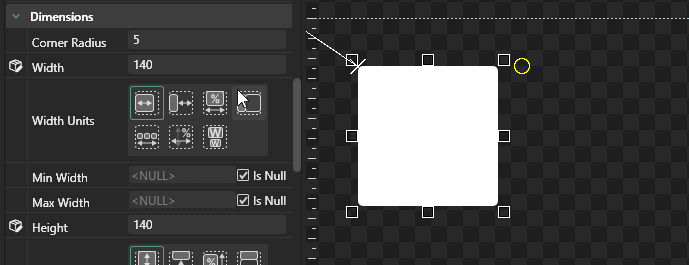 Dimensions
Corner Radius 5
Width 140
Width Units
%
%
W
W
Min Width <NULL> Is Null
Max Width <NULL> Is Null
Height 140
%